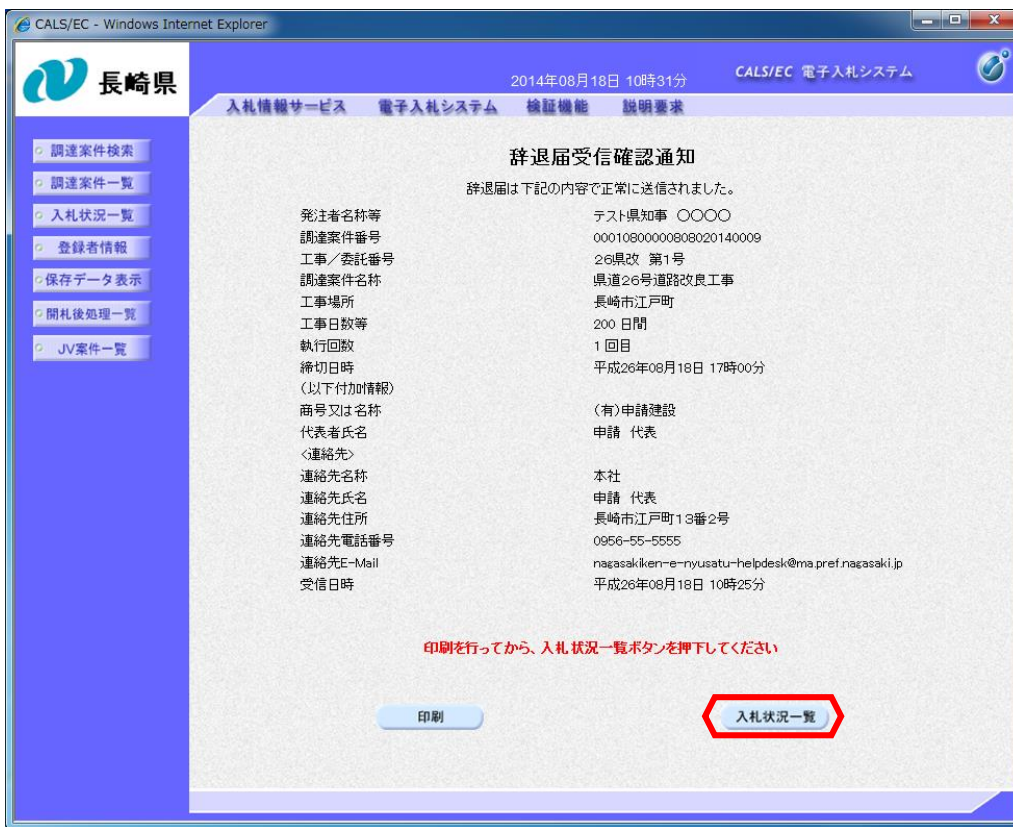 CALS/EC - Windows Internet Explorer
長崎県
2014年08月18日 10時31分
CALS/EC 電子入札システム
入札情報サービス 電子入札システム 検証機能 説明要求
調達案件検索
調達案件一覧
入札状況一覧
登録者情報
保存データ表示
開札後処理一覧
JV案件一覧
辞退届受信確認通知
辞退届は下記の内容で正常に送信されました。
発注者名称等 テスト県知事 〇〇〇〇
調達案件番号 00010800000808020140009
工事/委託番号 26県改 第1号
調達案件名称 県道26号道路改良工事
工事場所 長崎市江戸町
工事日数等 200 日間
執行回数 1 回目
締切日時 平成26年08月18日 17時00分
(以下付加情報)
商号又は名称 (有)申請建設
代表者氏名 申請 代表
<連絡先>
連絡先名称 本社
連絡先氏名 申請 代表
連絡先住所 長崎市江戸町13番2号
連絡先電話番号 0956-55-5555
連絡先E-Mail nagasakiken-e-nyusatu-helpdesk@ma.pref.nagasaki.jp
受信日時 平成26年08月18日 10時25分
印刷を行ってから、入札状況一覧ボタンを押下してください
印刷 入札状況一覧